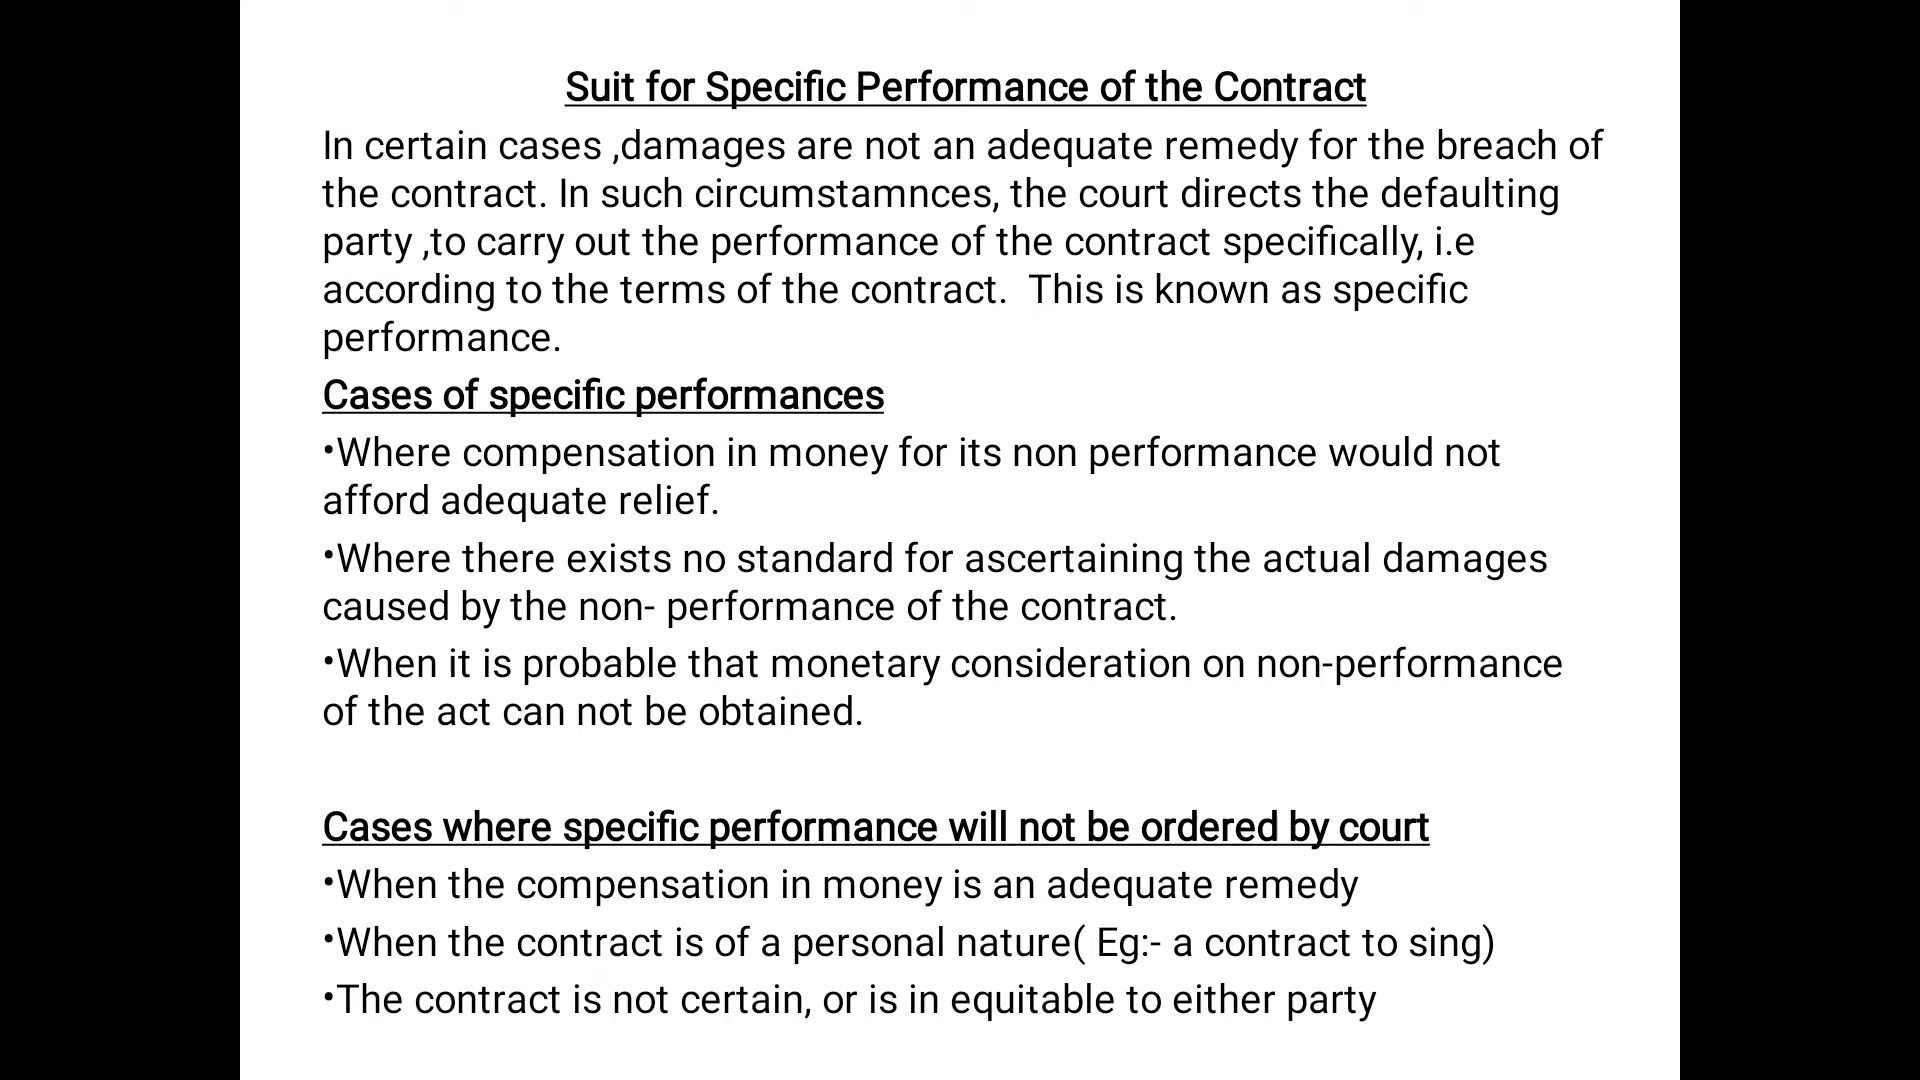 Suit for Specific Performance of the Contract
In certain cases ,damages are not an adequate remedy for the breach of
the contract. In such circumstamnces, the court directs the defaulting
party ,to carry out the performance of the contract specifically, i.e
according to the terms of the contract.  This is known as specific
performance.
Cases of specific performances
•Where compensation in money for its non performance would not
afford adequate relief.
•Where there exists no standard for ascertaining the actual damages
caused by the non- performance of the contract.
•When it is probable that monetary consideration on non-performance
of the act can not be obtained.
Cases where specific performance will not be ordered by court
•When the compensation in money is an adequate remedy
•When the contract is of a personal nature( Eg:- a contract to sing)
•The contract is not certain, or is in equitable to either party